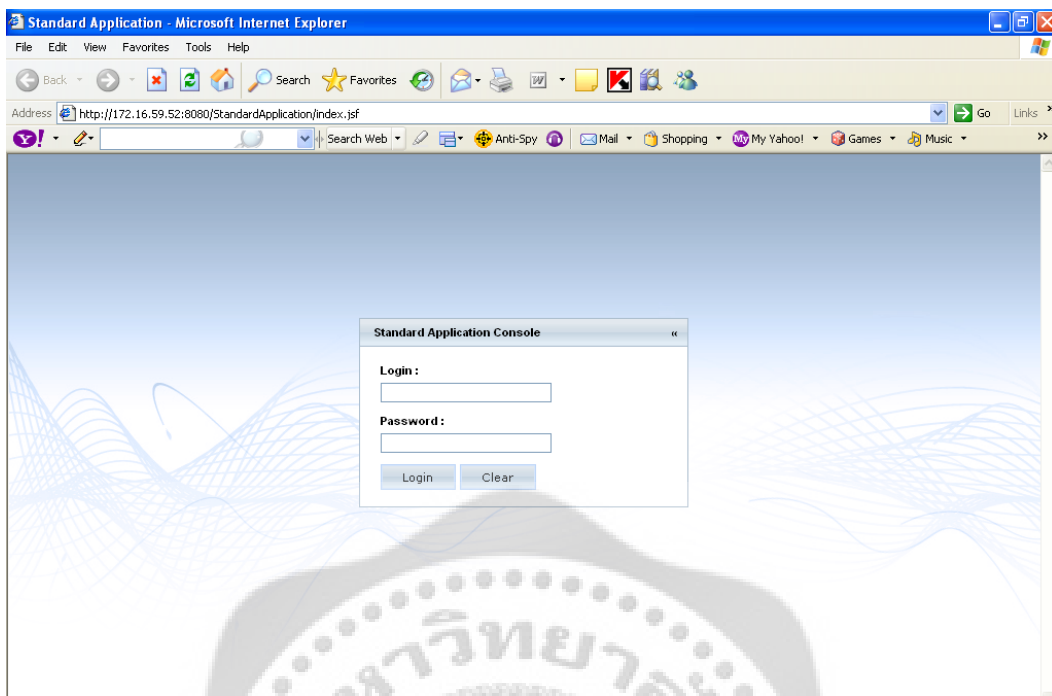 Standard Application - Microsoft Internet Explorer
File Edit View Favorites Tools Help
Back Search Favorites
Address http://172.16.59.52:8080/StandardApplication/index.jsf Go Links
Y! Search Web Anti-Spy Mail Shopping My My Yahoo! Games Music
Standard Application Console «
Login :
Password :
Login Clear